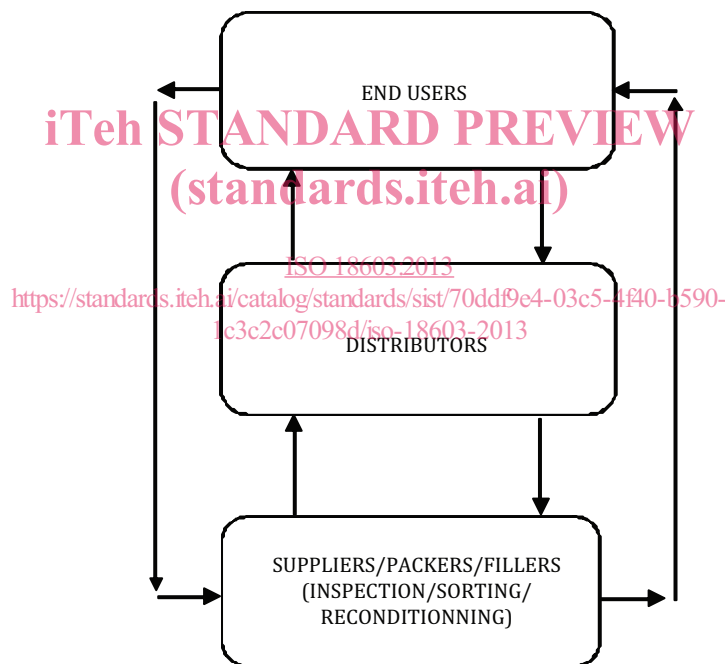 END USERS
iTeh STANDARD PREVIEW
(standards.iteh.ai)
ISO 18603:2013
https://standards.iteh.ai/catalog/standards/sist/70ddf9e4-03c5-4f40-b590-
1c3c2c07098d/iso-18603-2013
DISTRIBUTORS
SUPPLIERS/PACKERS/FILLERS
(INSPECTION/SORTING/
RECONDITIONNING)